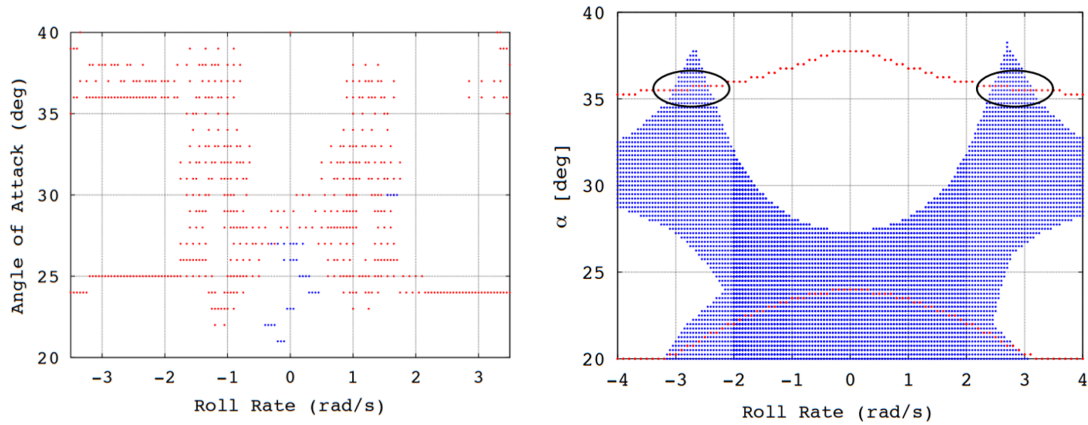 40
35
30
25
20
Angle of Attack (deg)
-3 -2 -1 0 1 2 3
Roll Rate (rad/s)
40
35
30
25
20
α [deg]
-4 -3 -2 -1 0 1 2 3 4
Roll Rate (rad/s)